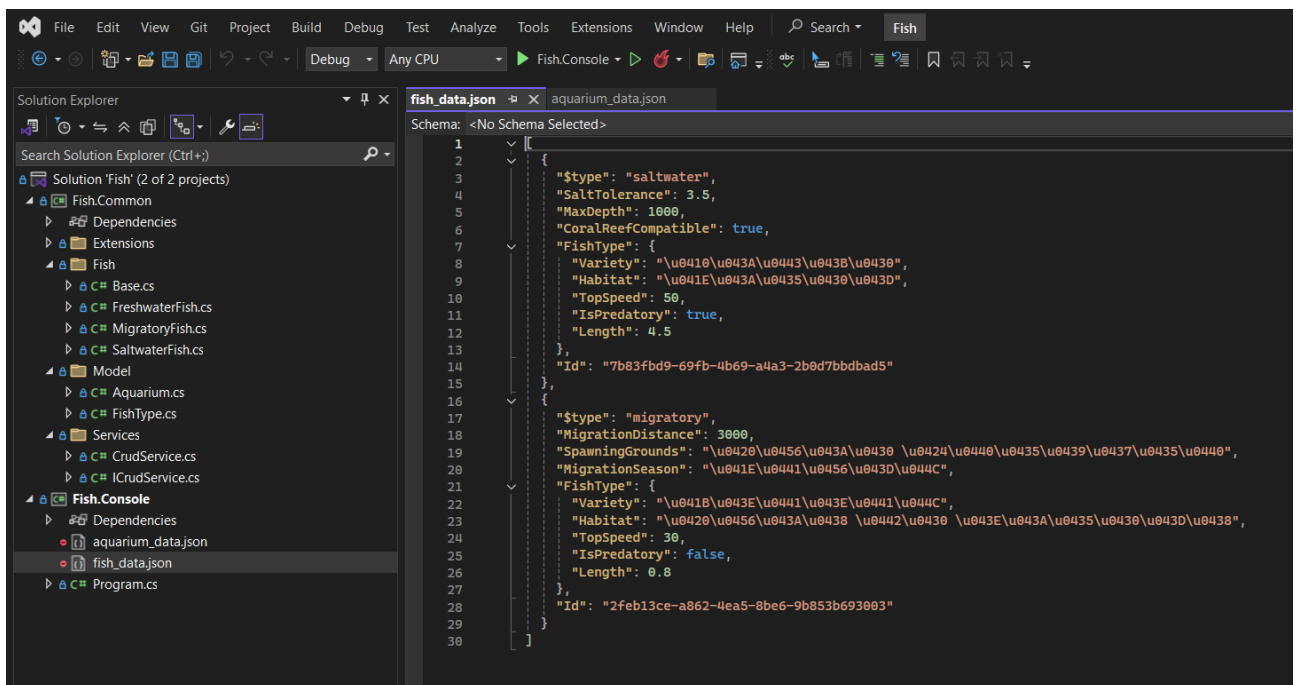 File Edit View Git Project Build Debug Test Analyze Tools Extensions Window Help Search Fish
Debug Any CPU Fish.Console abc
Solution Explorer
Search Solution Explorer (Ctrl+;)
Solution 'Fish' (2 of 2 projects)
C# Fish.Common
Dependencies
Extensions
Fish
C# Base.cs
C# FreshwaterFish.cs
C# MigratoryFish.cs
C# SaltwaterFish.cs
Model
C# Aquarium.cs
C# FishType.cs
Services
C# CrudService.cs
C# ICrudService.cs
C# Fish.Console
Dependencies
aquarium_data.json
fish_data.json
C# Program.cs
fish_data.json aquarium_data.json
Schema: <No Schema Selected>
1 [
2 {
3 "$type": "saltwater",
4 "SaltTolerance": 3.5,
5 "MaxDepth": 1000,
6 "CoralReefCompatible": true,
7 "FishType": {
8 "Variety": "\u0410\u043A\u0443\u043B\u0430",
9 "Habitat": "\u041E\u043A\u0435\u0430\u043D",
10 "TopSpeed": 50,
11 "IsPredatory": true,
12 "Length": 4.5
13 },
14 "Id": "7b83fbd9-69fb-4b69-a4a3-2b0d7bbdbad5"
15 },
16 {
17 "$type": "migratory",
18 "MigrationDistance": 3000,
19 "SpawningGrounds": "\u0420\u0456\u043A\u0430 \u0424\u0440\u0435\u0439\u0437\u0435\u0440",
20 "MigrationSeason": "\u041E\u0441\u0456\u043D\u044C",
21 "FishType": {
22 "Variety": "\u041B\u043E\u0441\u043E\u0441\u044C",
23 "Habitat": "\u0420\u0456\u043A\u0438 \u0442\u0430 \u043E\u043A\u0435\u0430\u043D\u0438",
24 "TopSpeed": 30,
25 "IsPredatory": false,
26 "Length": 0.8
27 },
28 "Id": "2feb13ce-a862-4ea5-8be6-9b853b693003"
29 }
30 ]